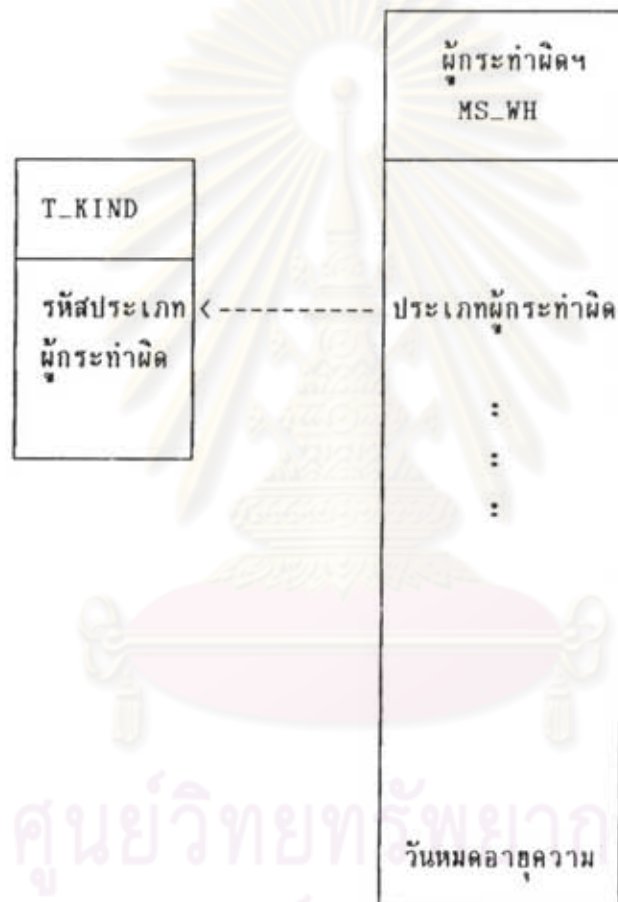 ผู้กระทำผิดฯ
MS_WH
T_KIND
รหัสประเภท <----------- ประเภทผู้กระทำผิด
ผู้กระทำผิด
:
:
:
วันหมดอายุความ
ศูนย์วิทยทรัพยาก